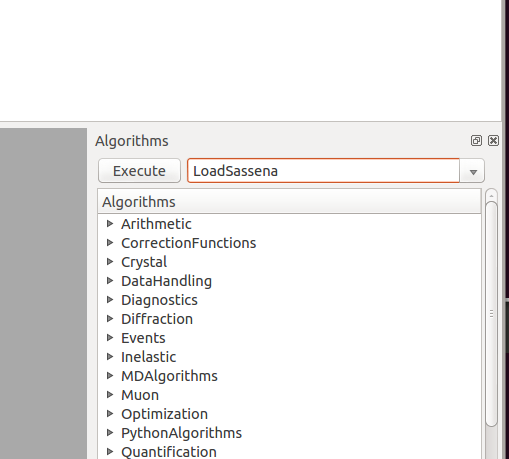 Algorithms
Execute LoadSassena
Algorithms
Arithmetic
CorrectionFunctions
Crystal
DataHandling
Diagnostics
Diffraction
Events
Inelastic
MDAlgorithms
Muon
Optimization
PythonAlgorithms
Quantification